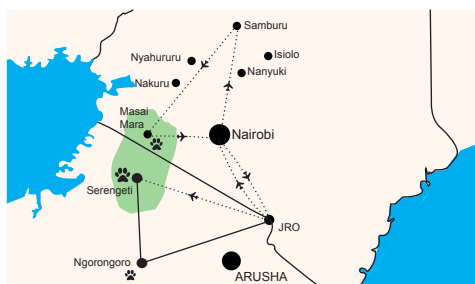 Samburu
Nyahururu
Isiolo
Nanyuki
Nakuru
Masai
Mara
Nairobi
Serengeti
JRO
Ngorongoro
ARUSHA